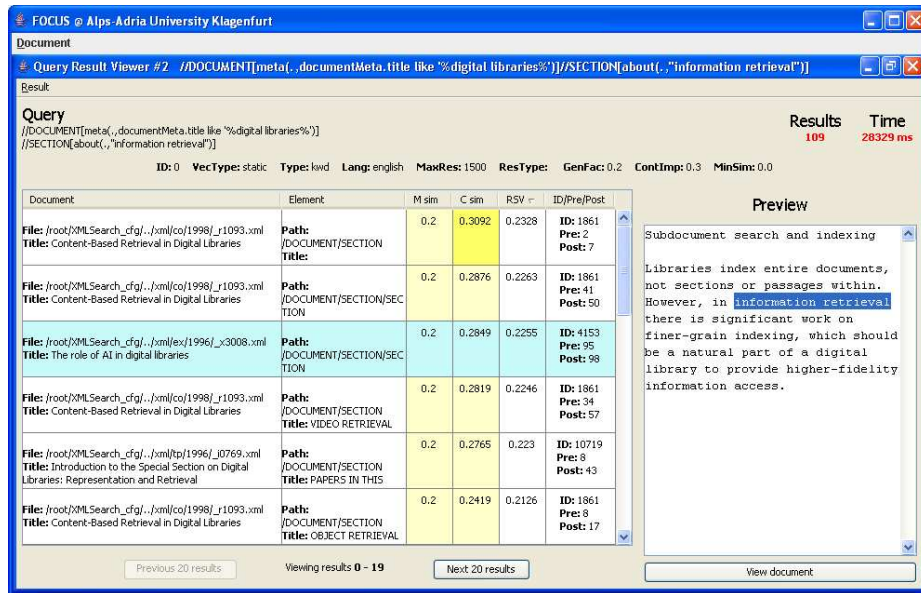 FOCUS @ Alps-Adria University Klagenfurt
Document
Query Result Viewer #2 //DOCUMENT[meta(.,documentMeta.title like '%digital libraries%')]//SECTION[about(.,"information retrieval")]
Result
Query
//DOCUMENT[meta(.,documentMeta.title like '%digital libraries%')]
//SECTION[about(.,"information retrieval")]
Results Time
109 28329 ms
ID: 0 VecType: static Type: kwd Lang: english MaxRes: 1500 ResType: GenFac: 0.2 ContImp: 0.3 MinSim: 0.0
Document Element M sim C sim RSV ID/Pre/Post
File: /root/XMLSearch_cfg/../xml/co/1998/_r1093.xml
Title: Content-Based Retrieval in Digital Libraries
Path:
/DOCUMENT/SECTION
Title:
0.2 0.3092 0.2328
ID: 1861
Pre: 2
Post: 7
File: /root/XMLSearch_cfg/../xml/co/1998/_r1093.xml
Title: Content-Based Retrieval in Digital Libraries
Path:
/DOCUMENT/SECTION/SEC
TION
0.2 0.2876 0.2263
ID: 1861
Pre: 41
Post: 50
File: /root/XMLSearch_cfg/../xml/ex/1996/_x3008.xml
Title: The role of AI in digital libraries
Path:
/DOCUMENT/SECTION/SEC
TION
0.2 0.2849 0.2255
ID: 4153
Pre: 95
Post: 98
File: /root/XMLSearch_cfg/../xml/co/1998/_r1093.xml
Title: Content-Based Retrieval in Digital Libraries
Path:
/DOCUMENT/SECTION
Title: VIDEO RETRIEVAL
0.2 0.2819 0.2246
ID: 1861
Pre: 34
Post: 57
File: /root/XMLSearch_cfg/../xml/tp/1996/_i0769.xml
Title: Introduction to the Special Section on Digital
Libraries: Representation and Retrieval
Path:
/DOCUMENT/SECTION
Title: PAPERS IN THIS
0.2 0.2765 0.223
ID: 10719
Pre: 8
Post: 43
File: /root/XMLSearch_cfg/../xml/co/1998/_r1093.xml
Title: Content-Based Retrieval in Digital Libraries
Path:
/DOCUMENT/SECTION
Title: OBJECT RETRIEVAL
0.2 0.2419 0.2126
ID: 1861
Pre: 8
Post: 17
Previous 20 results Viewing results 0 - 19 Next 20 results
Preview
Subdocument search and indexing
Libraries index entire documents,
not sections or passages within.
However, in information retrieval
there is significant work on
finer-grain indexing, which should
be a natural part of a digital
library to provide higher-fidelity
information access.
View document